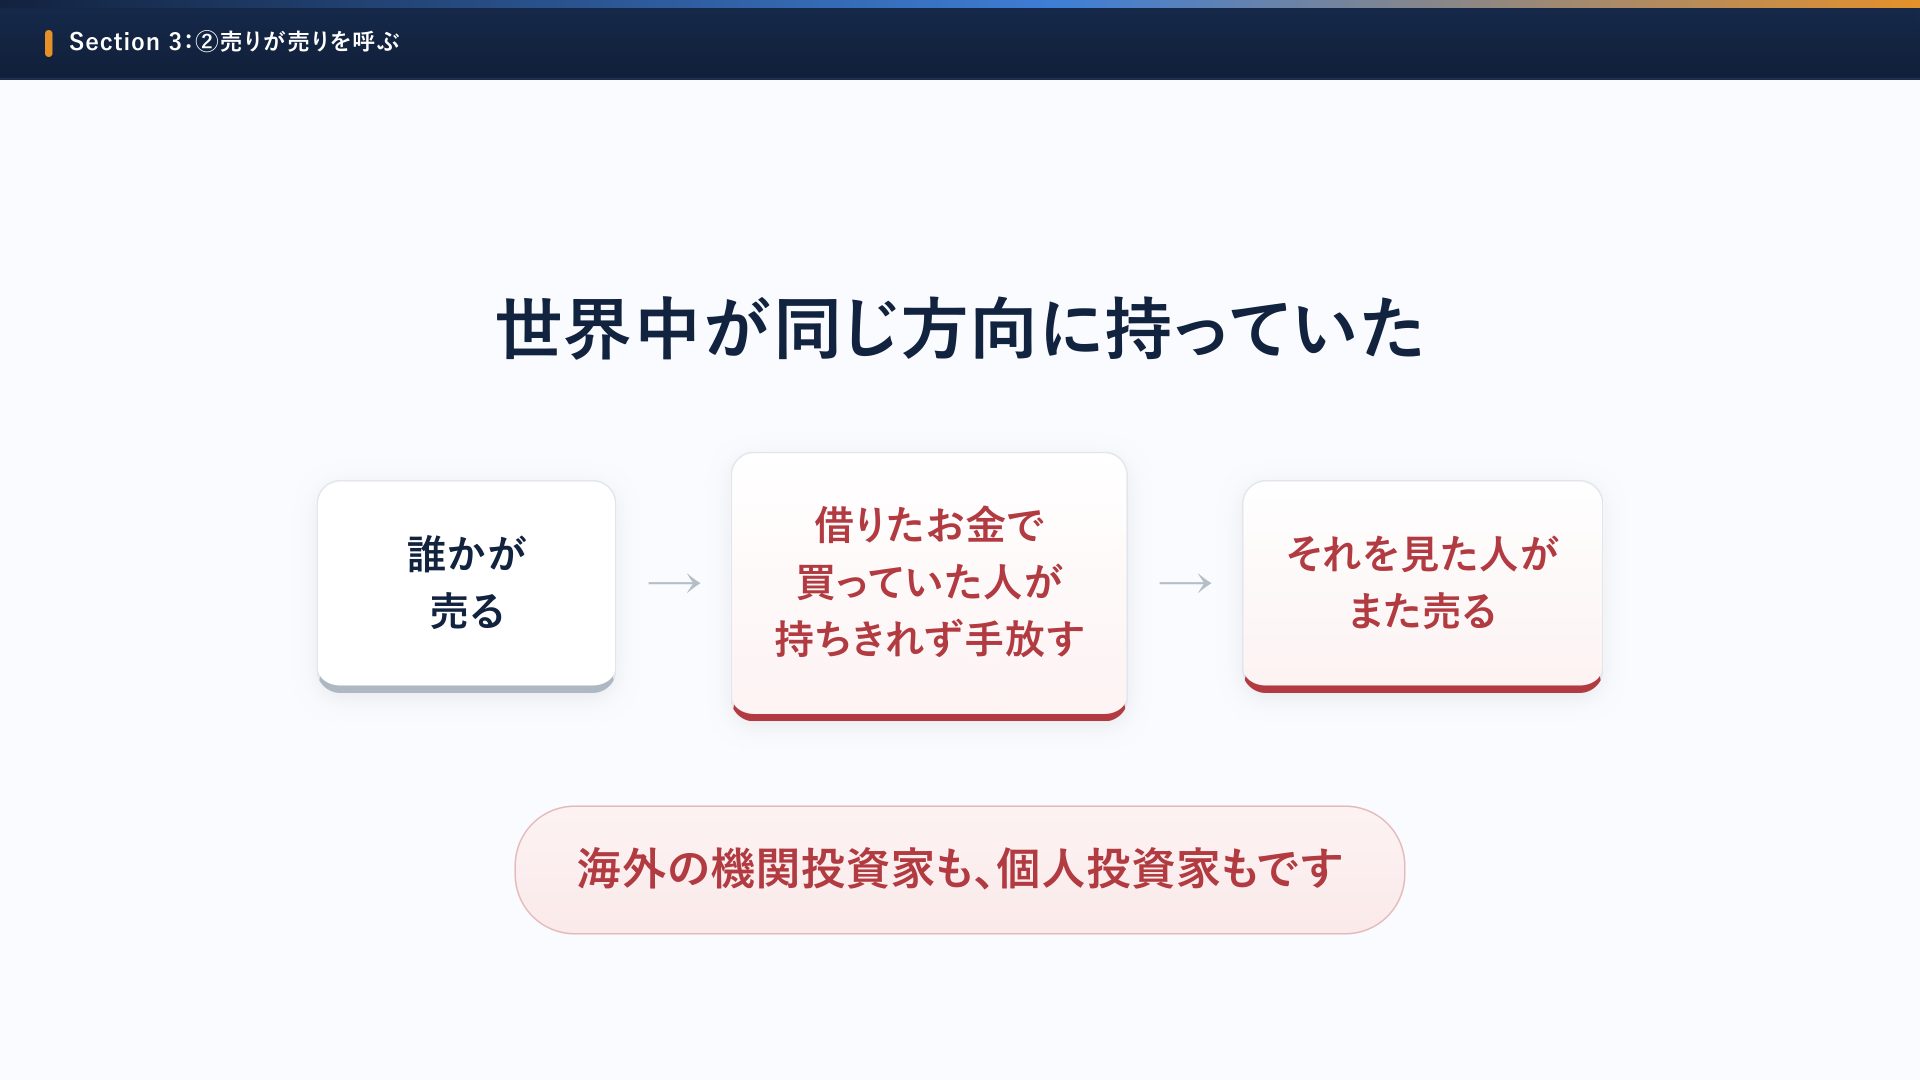 Section 3：②売りが売りを呼ぶ
世界中が同じ方向に持っていた
誰かが
売る
借りたお金で
買っていた人が
持ちきれず手放す
それを見た人が
また売る
海外の機関投資家も、個人投資家もです